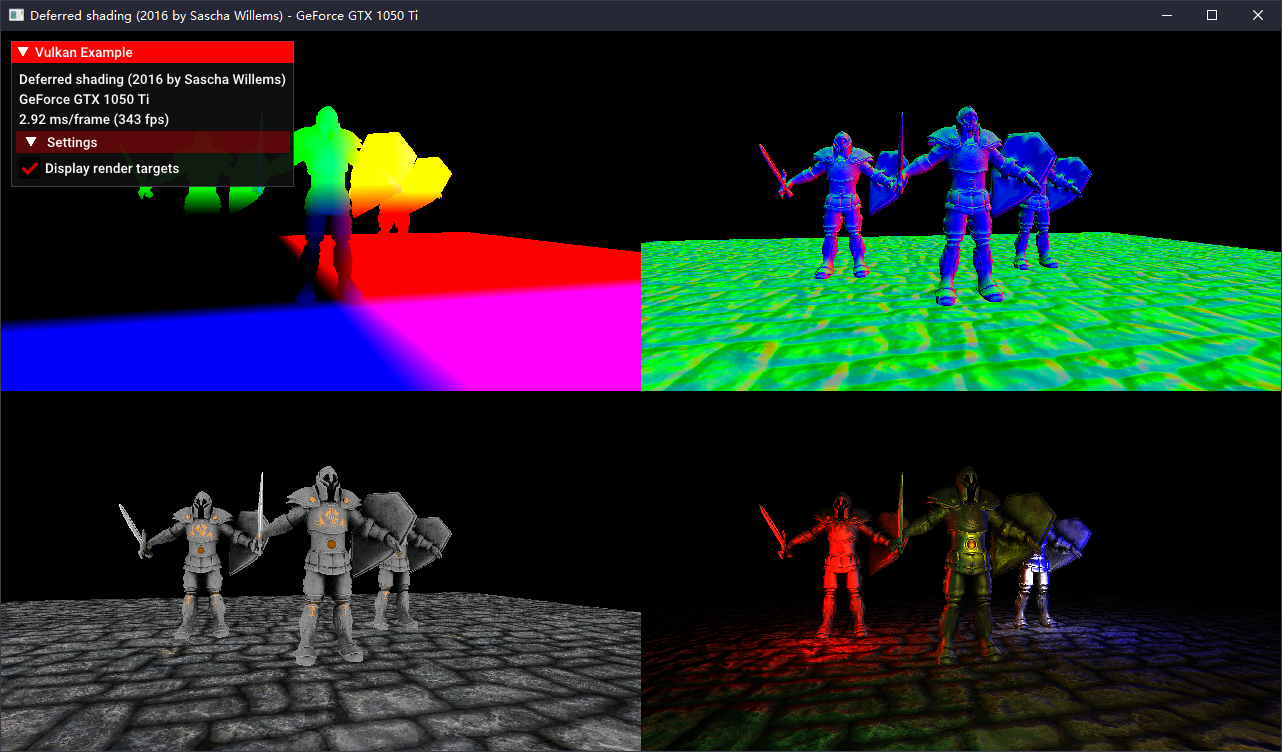 Deferred shading (2016 by Sascha Willems) - GeForce GTX 1050 Ti
Vulkan Example
Deferred shading (2016 by Sascha Willems)
GeForce GTX 1050 Ti
2.92 ms/frame (343 fps)
Settings
Display render targets